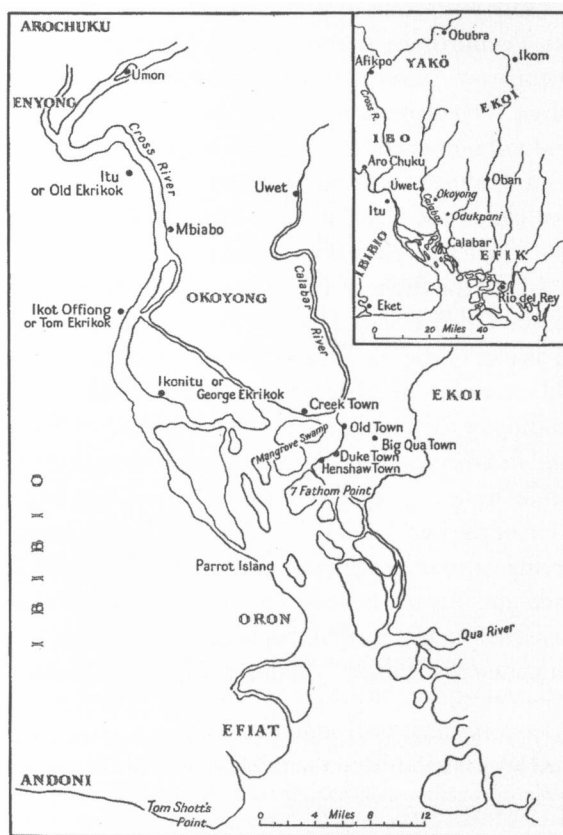 AROCHUKU
Umon
ENYONG
Cross River
Itu
or Old Ekrikok
Uwet
Mbiabo
OKOYONG
Calabar River
Ikot Offiong
or Tom Ekrikok
Ikonitu or
George Ekrikok
Creek Town
EKOI
Old Town
Mangrove Swamp
Big Qua Town
Duke Town
Henshaw Town
7 Fathom Point
IBIBIO
Parrot Island
ORON
Qua River
EFIAT
ANDONI
Tom Shott's
Point
0 4 Miles 8 12
Obubra
Afikpo
YAKÖ
Ikom
Cross R.
EKOI
IBO
Aro Chuku
Uwet
Okoyong
Oban
Itu
Calabar
Odukpani
Calabar
EFIK
IBIBIO
Rio del Rey
Eket
0 20 Miles 40